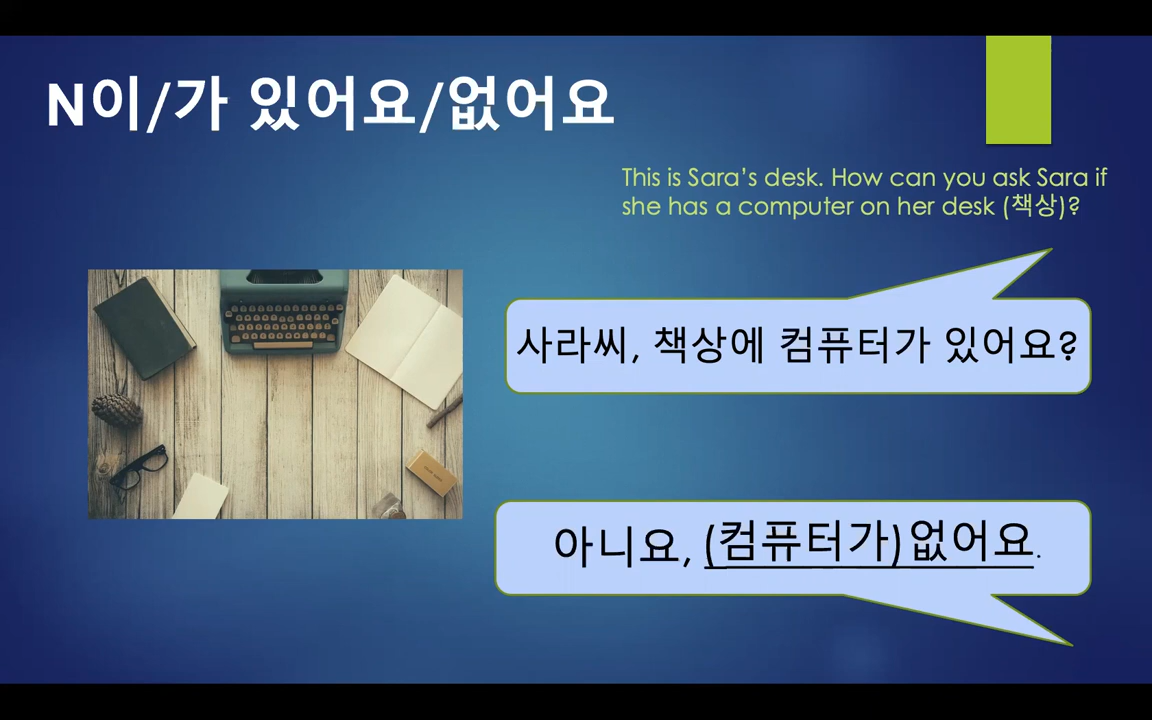 N이/가 있어요/없어요
This is Sara’s desk. How can you ask Sara if
she has a computer on her desk (책상)?
사라씨, 책상에 컴퓨터가 있어요?
아니요, (컴퓨터가)없어요.